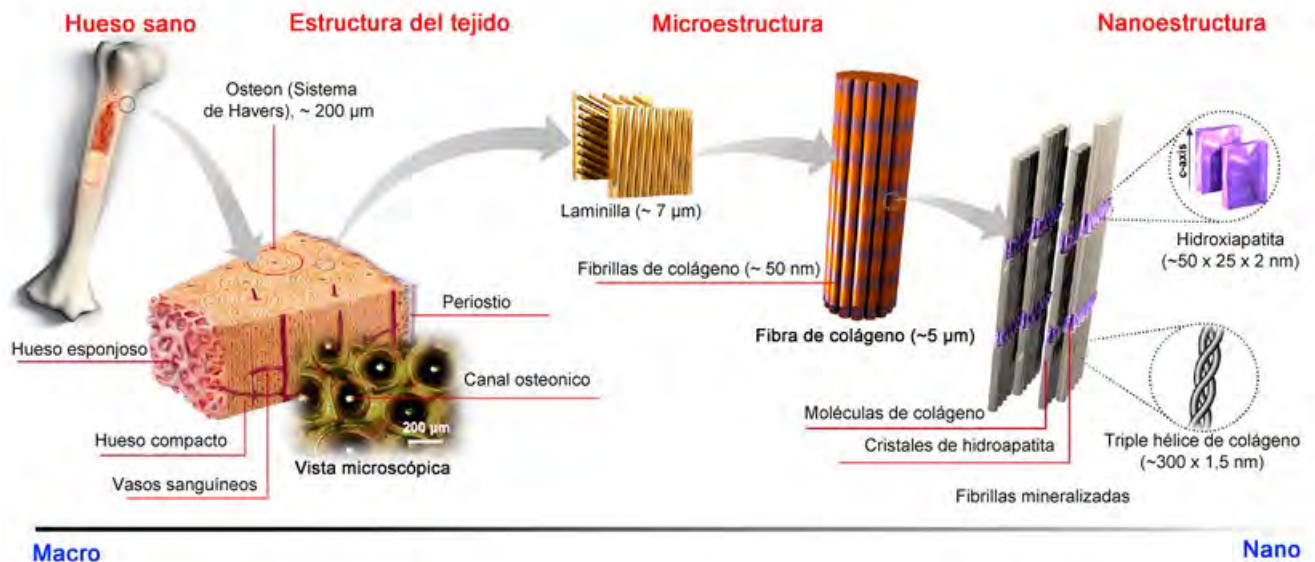 Hueso sano
Estructura del tejido
Microestructura
Nanoestructura
Osteon (Sistema
de Havers), ~ 200 µm
Laminilla (~ 7 µm)
c-axis
Hidroxiapatita
(~50 x 25 x 2 nm)
Fibrillas de colágeno (~ 50 nm)
Periostio
Fibra de colágeno (~5 µm)
Hueso esponjoso
Canal osteonico
200 µm
Moléculas de colágeno
Hueso compacto
Cristales de hidroapatita
Triple hélice de colágeno
(~300 x 1,5 nm)
Vista microscópica
Vasos sanguíneos
Fibrillas mineralizadas
Macro
Nano